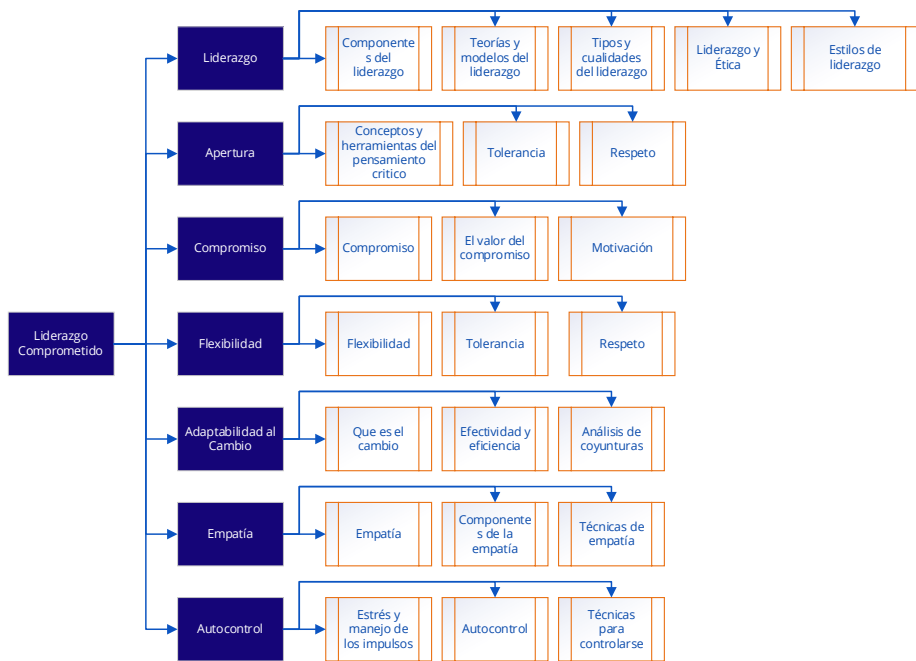 Liderazgo
Componente
s del
liderazgo
Teorías y
modelos del
liderazgo
Tipos y
cualidades
del liderazgo
Liderazgo y
Ética
Estilos de
liderazgo
Apertura
Conceptos y
herramientas del
pensamiento
critico
Tolerancia
Respeto
Compromiso
Compromiso
El valor del
compromiso
Motivación
Liderazgo
Comprometido
Flexibilidad
Flexibilidad
Tolerancia
Respeto
Adaptabilidad al
Cambio
Que es el
cambio
Efectividad y
eficiencia
Análisis de
coyunturas
Empatía
Empatía
Componente
s de la
empatía
Técnicas de
empatía
Autocontrol
Estrés y
manejo de
los impulsos
Autocontrol
Técnicas
para
controlarse